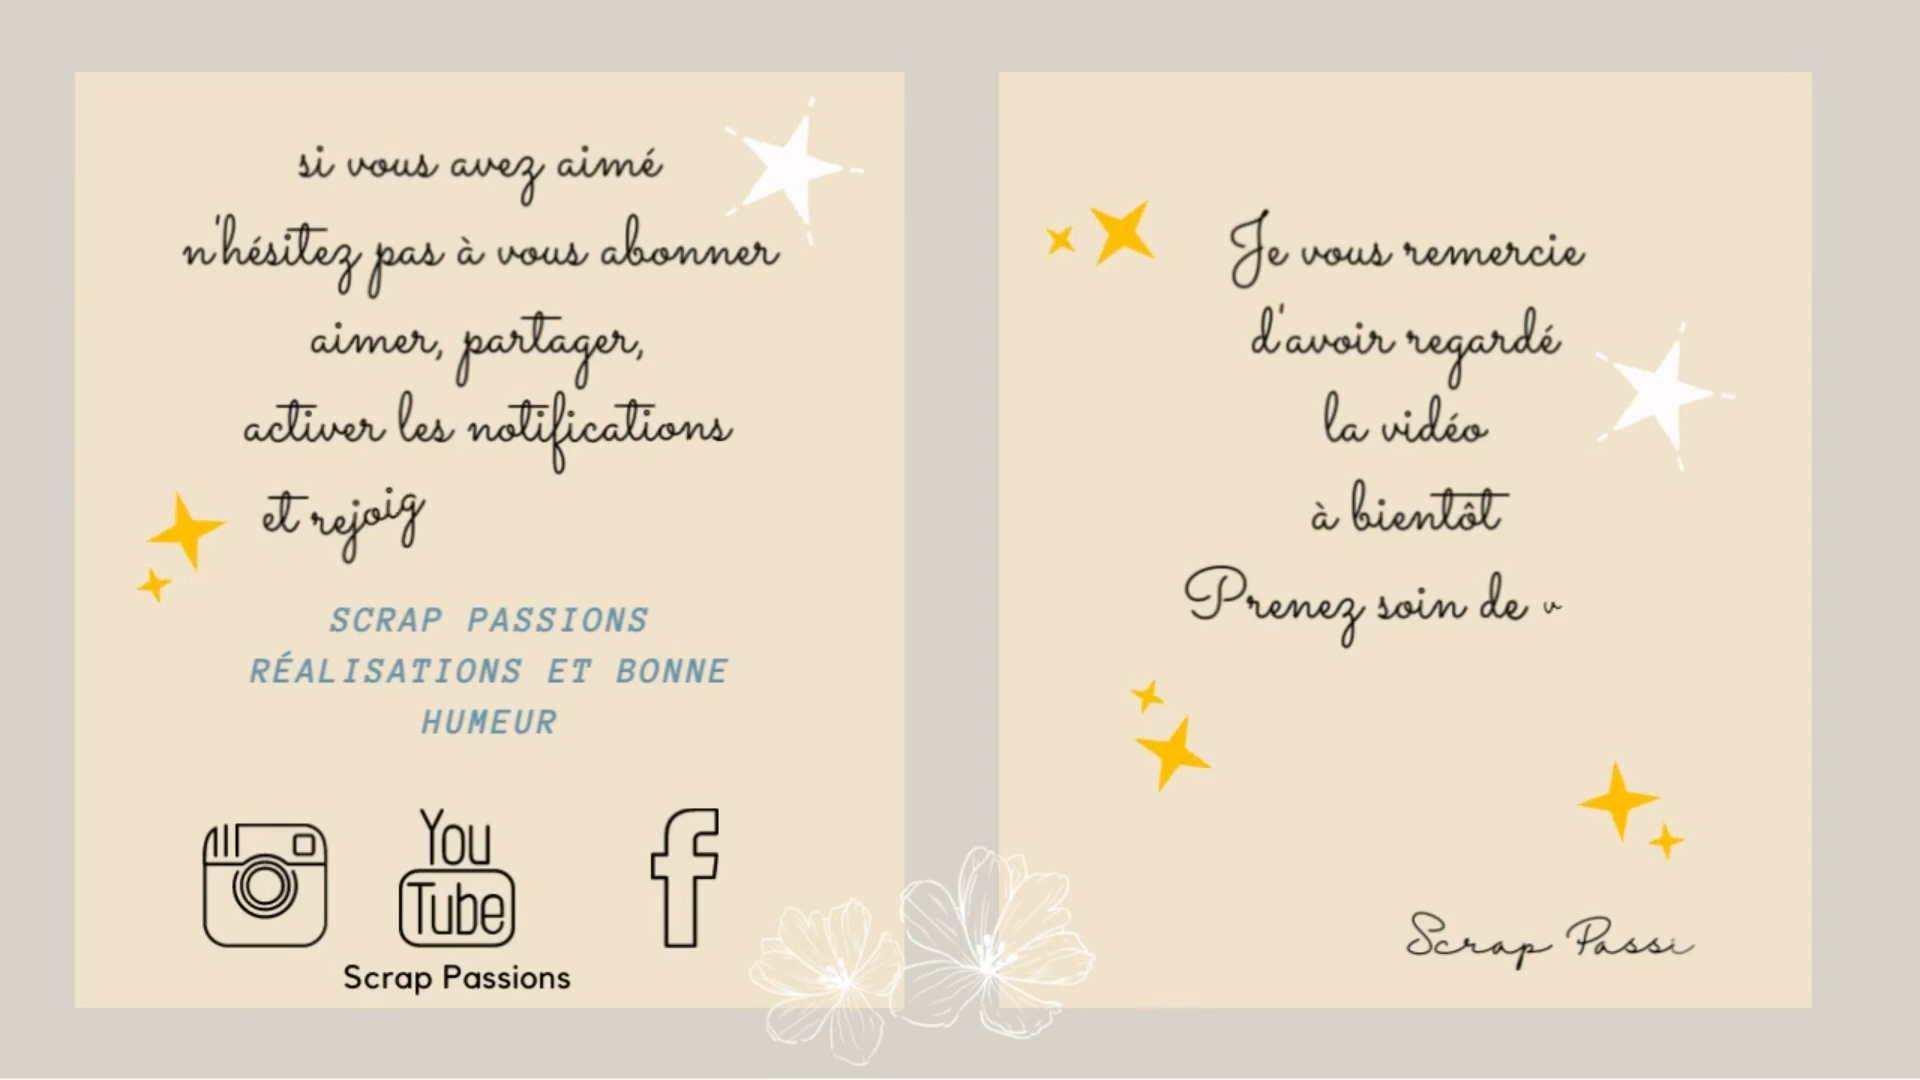 si vous avez aimé
n'hésitez pas à vous abonner
aimer, partager,
activer les notifications
et rejoig
SCRAP PASSIONS
RÉALISATIONS ET BONNE
HUMEUR
You
Tube
Scrap Passions
Je vous remercie
d'avoir regardé
la vidéo
à bientôt
Prenez soin de v
Scrap Passi